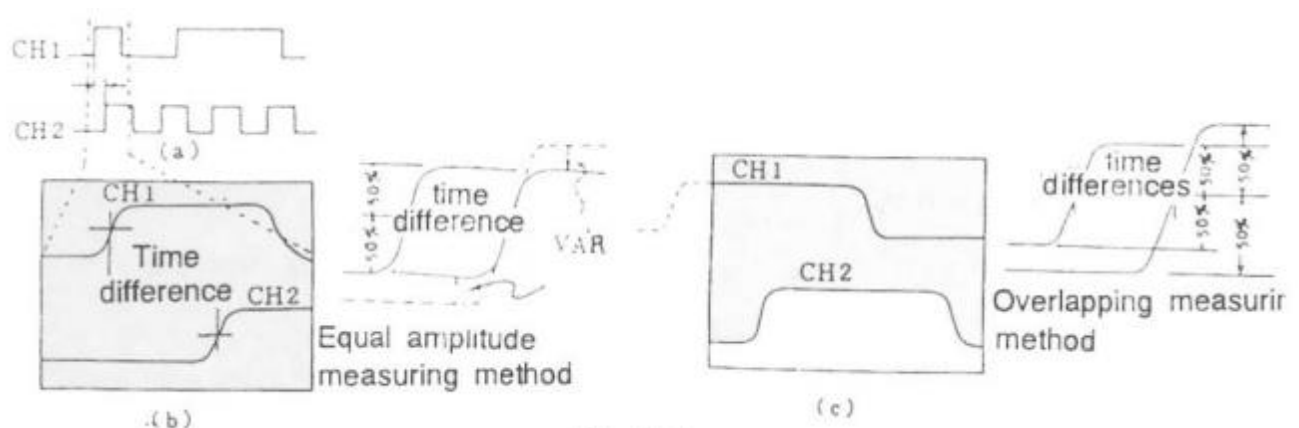 CH1
CH2
(a)
CH1
Time
difference
CH2
(b)
50%
50%
time
difference
VAR
Equal amplitude
measuring method
CH1
CH2
(c)
time
differences
50%
50%
50%
50%
Overlapping measurir
method